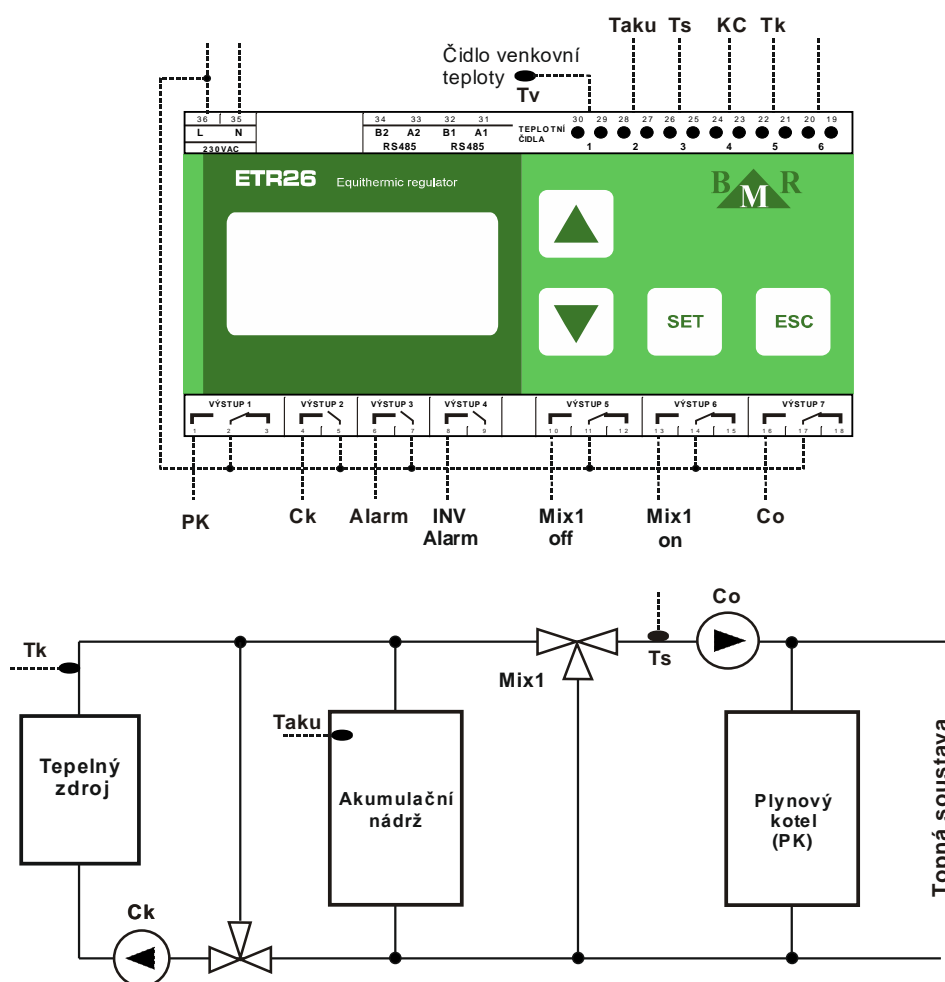 Taku Ts KC Tk
Čidlo venkovní
teploty
Tv
36 35
L N
230VAC
34 33 32 31
B2 A2 B1 A1
RS485 RS485
TEPLOTNÍ
ČIDLA
30 29 28 27 26 25 24 23 22 21 20 19
1 2 3 4 5 6
ETR26 Equithermic regulator
B M R
SET
ESC
VÝSTUP 1 VÝSTUP 2 VÝSTUP 3 VÝSTUP 4 VÝSTUP 5 VÝSTUP 6 VÝSTUP 7
1 2 3 4 5 6 7 8 9 10 11 12 13 14 15 16 17 18
PK
Ck
Alarm
INV
Alarm
Mix1
off
Mix1
on
Co
Co
Tk
Ts
Mix1
Taku
Tepelný
zdroj
Akumulační
nádrž
Plynový
kotel
(PK)
Topná soustava
Ck